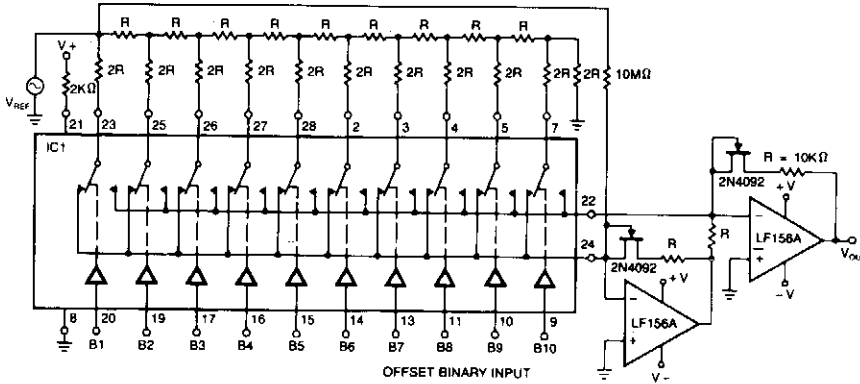 R R R R R R R R R
V+
2R 2R 2R 2R 2R 2R 2R 2R 2R 2R 2R 10MΩ
2KΩ
VREF
21 23 25 26 27 28 2 3 4 5 7
IC1
R = 10KΩ
2N4092
+V
22
LF156A
R
VOU
24
R
2N4092
-V
+V
LF156A
V-
8 20 19 17 16 15 14 13 11 10 9
B1 B2 B3 B4 B5 B6 B7 B8 B9 B10
OFFSET BINARY INPUT